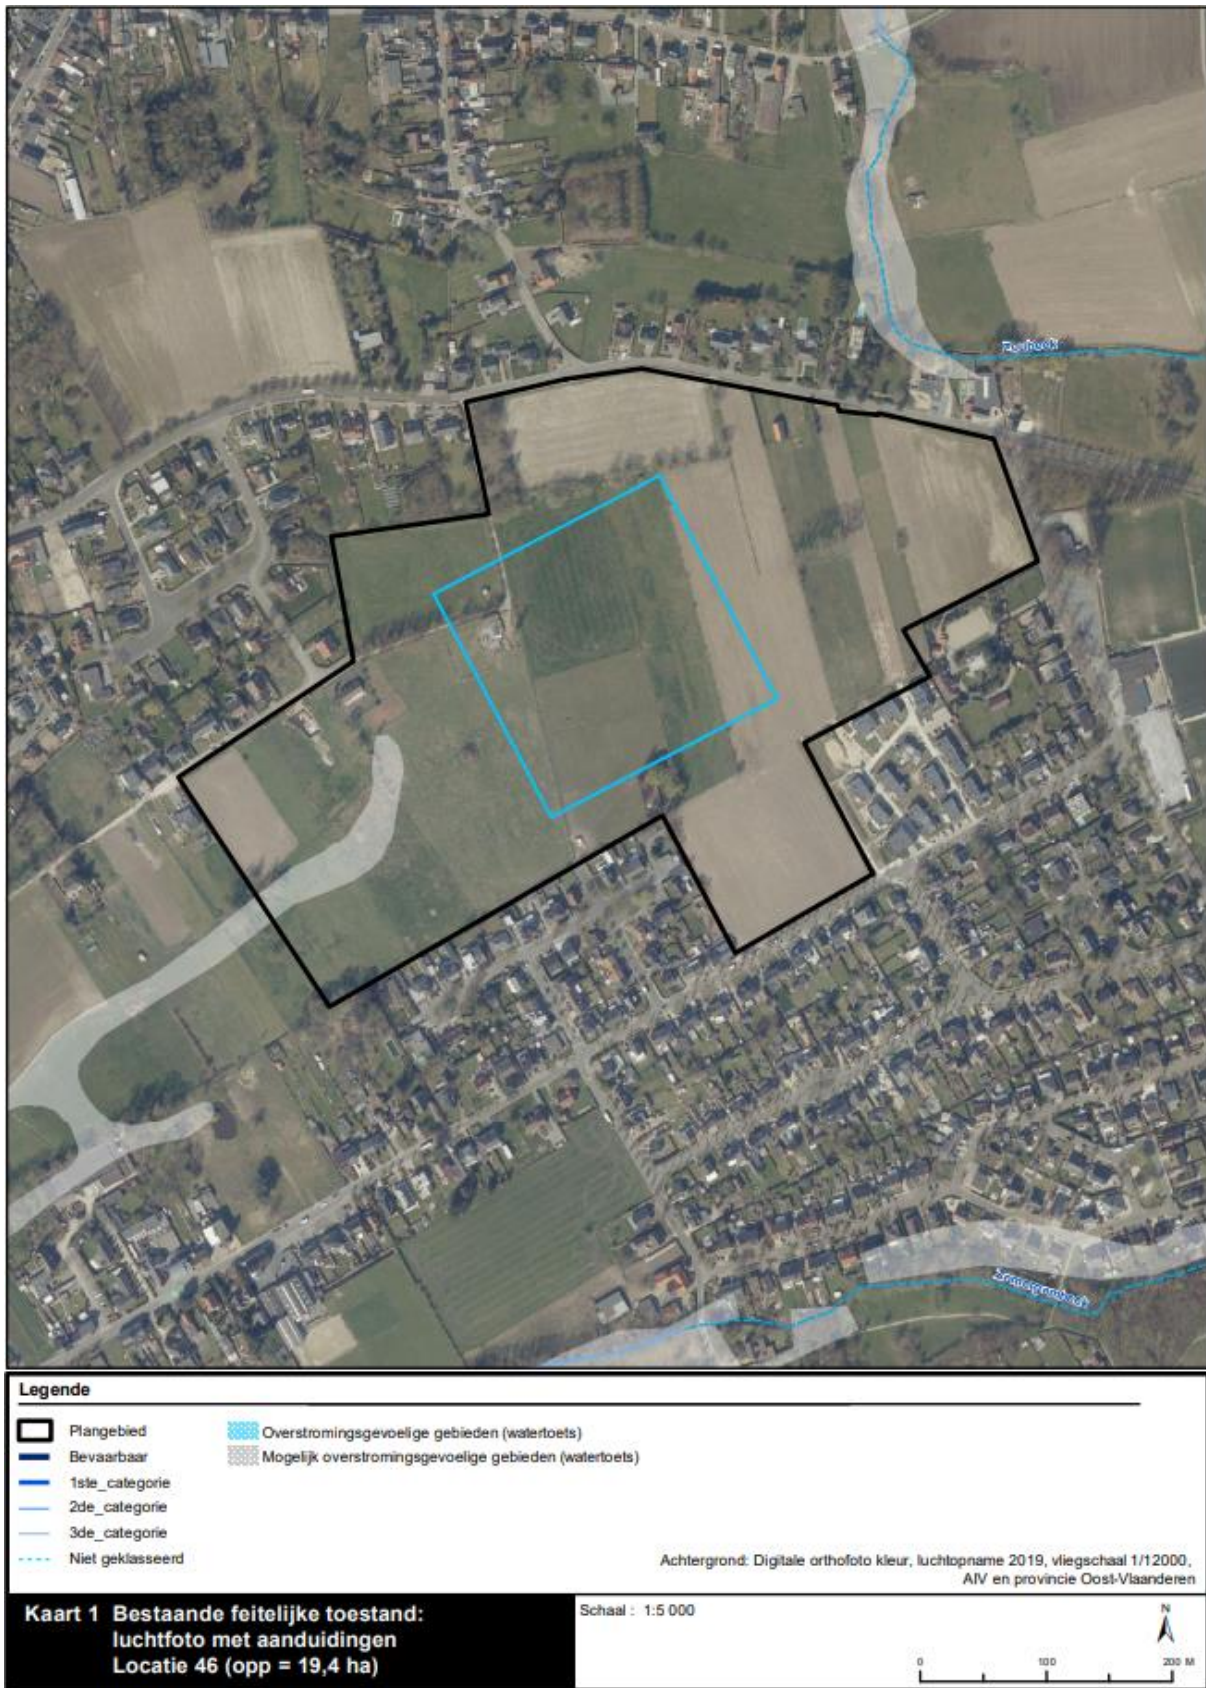 Zeubeek
Zomergembeek
Legende
Plangebied
Bevaarbaar
1ste_categorie
2de_categorie
3de_categorie
Niet geklasseerd
Overstromingsgevoelige gebieden (watertoets)
Mogelijk overstromingsgevoelige gebieden (watertoets)
Achtergrond: Digitale orthofoto kleur, luchtopname 2019, vliegschaal 1/12000,
AIV en provincie Oost-Vlaanderen
Kaart 1 Bestaande feitelijke toestand:
luchtfoto met aanduidingen
Locatie 46 (opp = 19,4 ha)
Schaal : 1:5 000
N
0 100 200 M